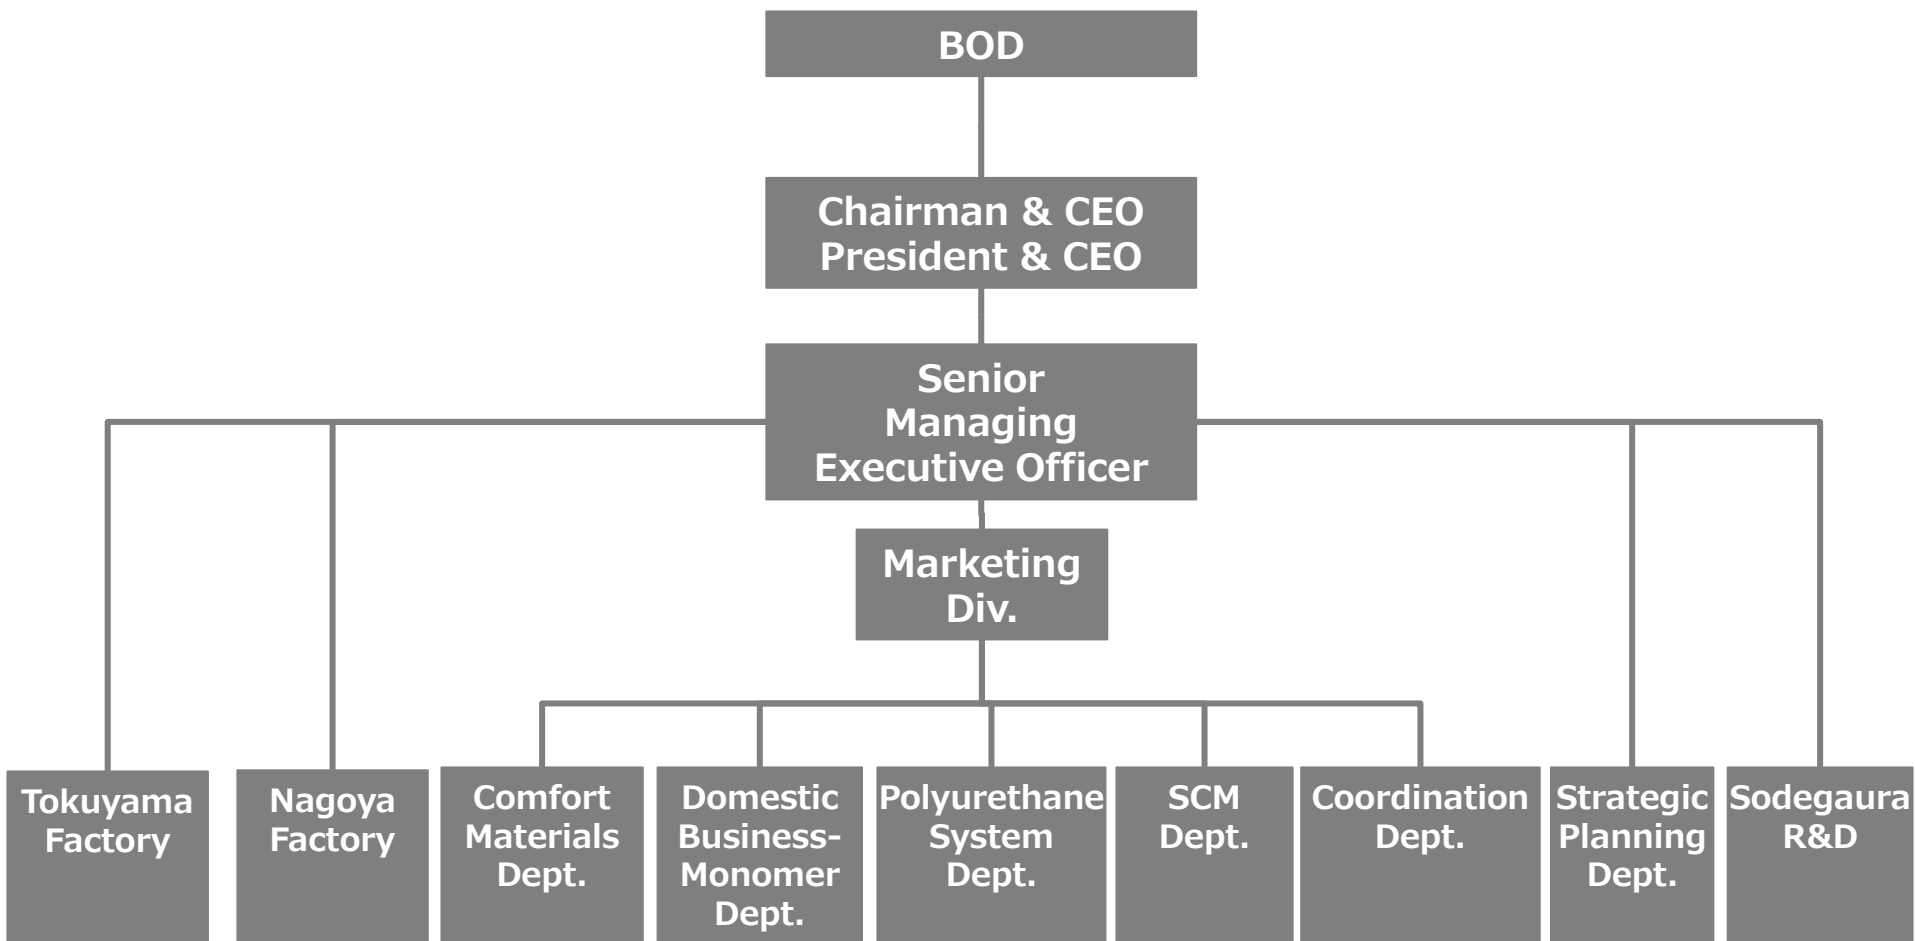 BOD
Chairman & CEO
President & CEO
Senior
Managing
Executive Officer
Marketing
Div.
Tokuyama
Factory
Nagoya
Factory
Comfort
Materials
Dept.
Domestic
Business-
Monomer
Dept.
Polyurethane
System
Dept.
SCM
Dept.
Coordination
Dept.
Strategic
Planning
Dept.
Sodegaura
R&D